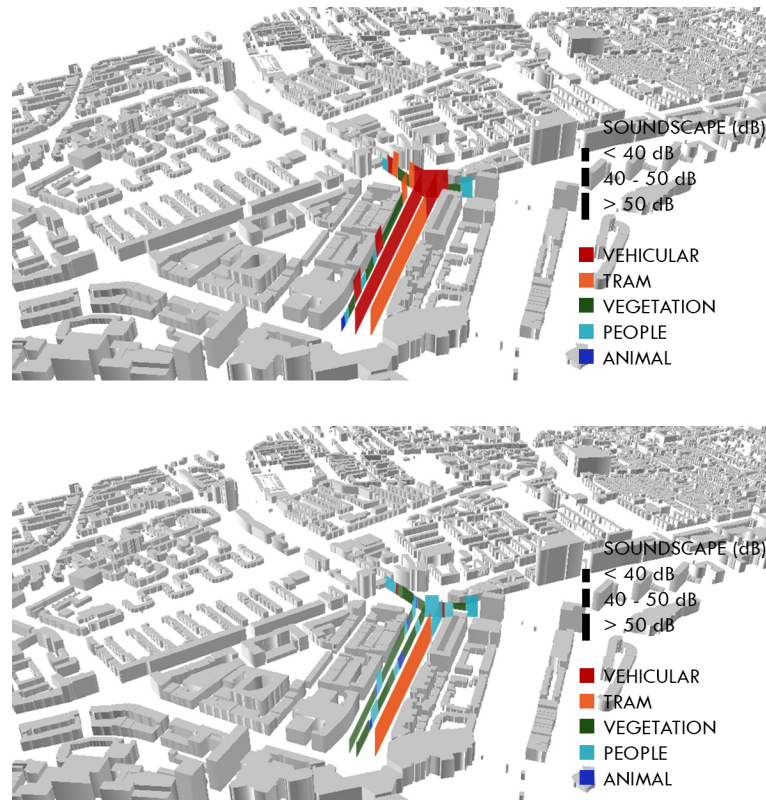 SOUNDSCAPE (dB)
< 40 dB
40 - 50 dB
> 50 dB
VEHICULAR
TRAM
VEGETATION
PEOPLE
ANIMAL
SOUNDSCAPE (dB)
< 40 dB
40 - 50 dB
> 50 dB
VEHICULAR
TRAM
VEGETATION
PEOPLE
ANIMAL